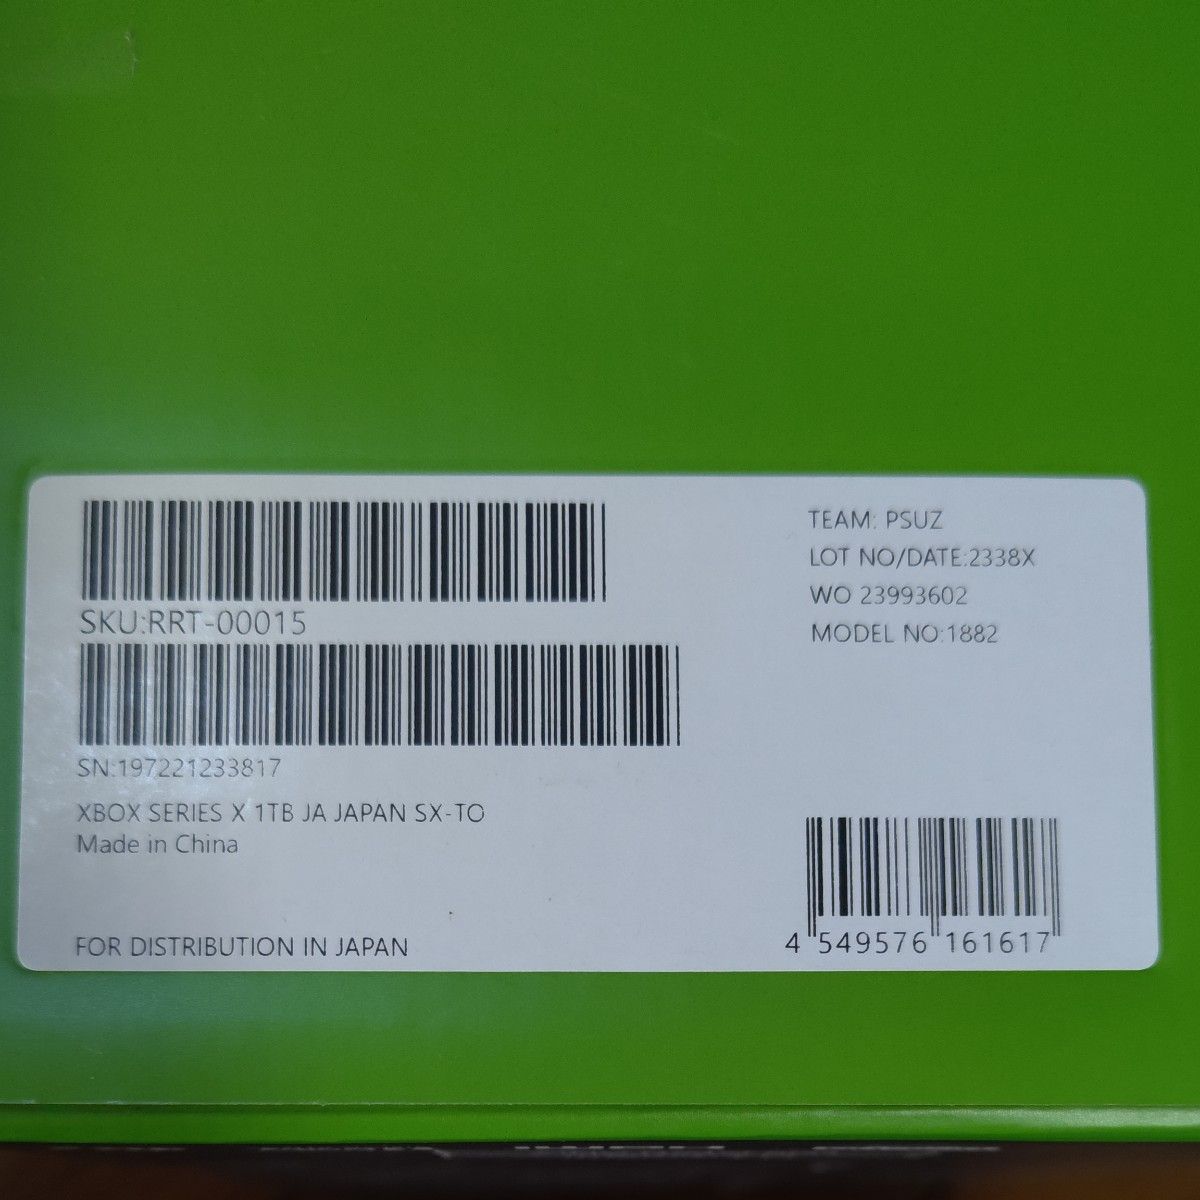 SKU:RRT-00015
SN:197221233817
XBOX SERIES X 1TB JA JAPAN SX-TO
Made in China
FOR DISTRIBUTION IN JAPAN
TEAM: PSUZ
LOT NO/DATE:2338X
WO 23993602
MODEL NO:1882
4 549576 161617